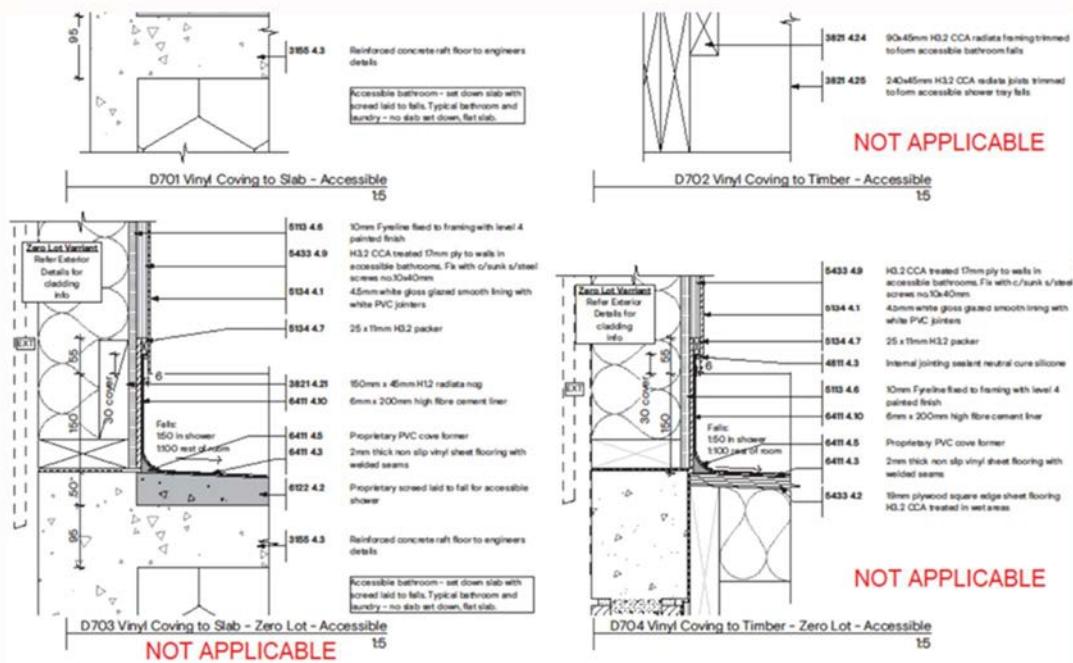 95
3155 4.3 Reinforced concrete raft floor to engineers
details
Accessible bathroom - set down slab with
screed laid to falls. Typical bathroom and
laundry - no slab set down, flat slab.
D701 Vinyl Coving to Slab - Accessible
1:5
3821 4.24 90x45mm H3.2 CCA radiata framing trimmed
to form accessible bathroom falls
3821 4.25 240x45mm H3.2 CCA radiata joists trimmed
to form accessible shower tray falls
NOT APPLICABLE
D702 Vinyl Coving to Timber - Accessible
1:5
Zero Lot Varriant
Refer Exterior
Details for
cladding
info
EXT
55
30 cover
150
6
50
95
Falls:
1:50 in shower
1:100 rest of room
5113 4.6 10mm Fyreline fixed to framing with level 4
painted finish
5433 4.9 H3.2 CCA treated 17mm ply to walls in
accessible bathrooms. Fix with c/sunk s/steel
screws no.10x40mm
5134 4.1 4.5mm white gloss glazed smooth lining with
white PVC jointers
5134 4.7 25 x 11mm H3.2 packer
3821 4.21 150mm x 45mm H1.2 radiata nog
6411 4.10 6mm x 200mm high fibre cement liner
6411 4.5 Proprietary PVC cove former
6411 4.3 2mm thick non slip vinyl sheet flooring with
welded seams
6122 4.2 Proprietary screed laid to fall for accessible
shower
3155 4.3 Reinforced concrete raft floor to engineers
details
Accessible bathroom - set down slab with
screed laid to falls. Typical bathroom and
laundry - no slab set down, flat slab.
D703 Vinyl Coving to Slab - Zero Lot - Accessible
1:5
NOT APPLICABLE
Zero Lot Varriant
Refer Exterior
Details for
cladding
info
EXT
55
30 cover
150
6
Falls:
1:50 in shower
1:100 rest of room
5433 4.9 H3.2 CCA treated 17mm ply to walls in
accessible bathrooms. Fix with c/sunk s/steel
screws no.10x40mm
5134 4.1 4.5mm white gloss glazed smooth lining with
white PVC jointers
5134 4.7 25 x 11mm H3.2 packer
4811 4.3 Internal jointing sealant neutral cure silicone
5113 4.6 10mm Fyreline fixed to framing with level 4
painted finish
6411 4.10 6mm x 200mm high fibre cement liner
6411 4.5 Proprietary PVC cove former
6411 4.3 2mm thick non slip vinyl sheet flooring with
welded seams
5433 4.2 19mm plywood square edge sheet flooring
H3.2 CCA treated in wet areas
NOT APPLICABLE
D704 Vinyl Coving to Timber - Zero Lot - Accessible
1:5